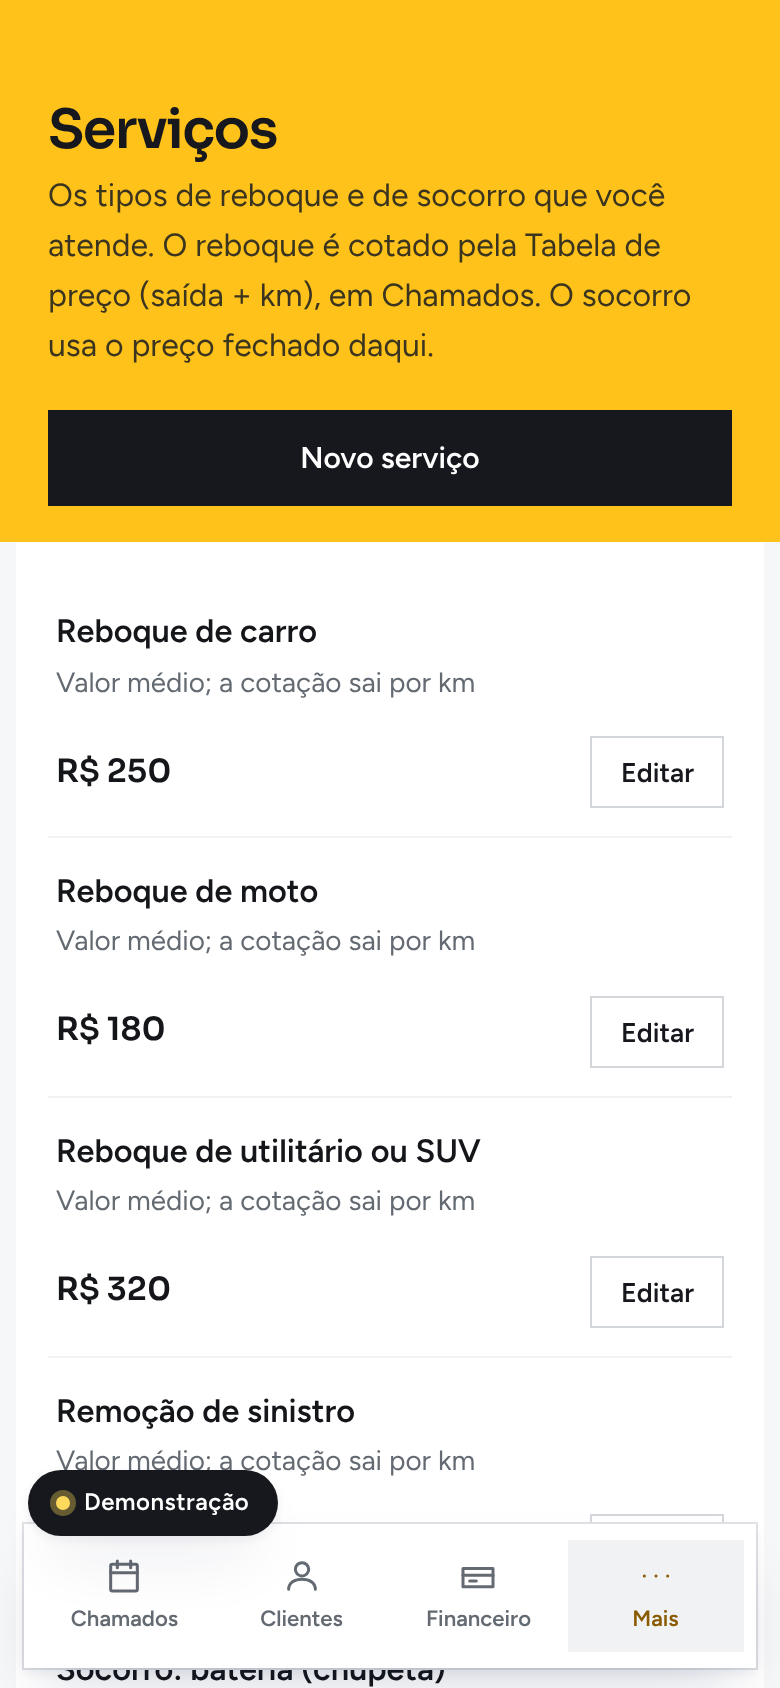 Serviços
Os tipos de reboque e de socorro que você
atende. O reboque é cotado pela Tabela de
preço (saída + km), em Chamados. O socorro
usa o preço fechado daqui.
Novo serviço
Reboque de carro
Valor médio; a cotação sai por km
R$ 250
Editar
Reboque de moto
Valor médio; a cotação sai por km
R$ 180
Editar
Reboque de utilitário ou SUV
Valor médio; a cotação sai por km
R$ 320
Editar
Remoção de sinistro
Valor médio; a cotação sai por km
Demonstração
Chamados
Clientes
Financeiro
Mais
Socorro: bateria (chupeta)